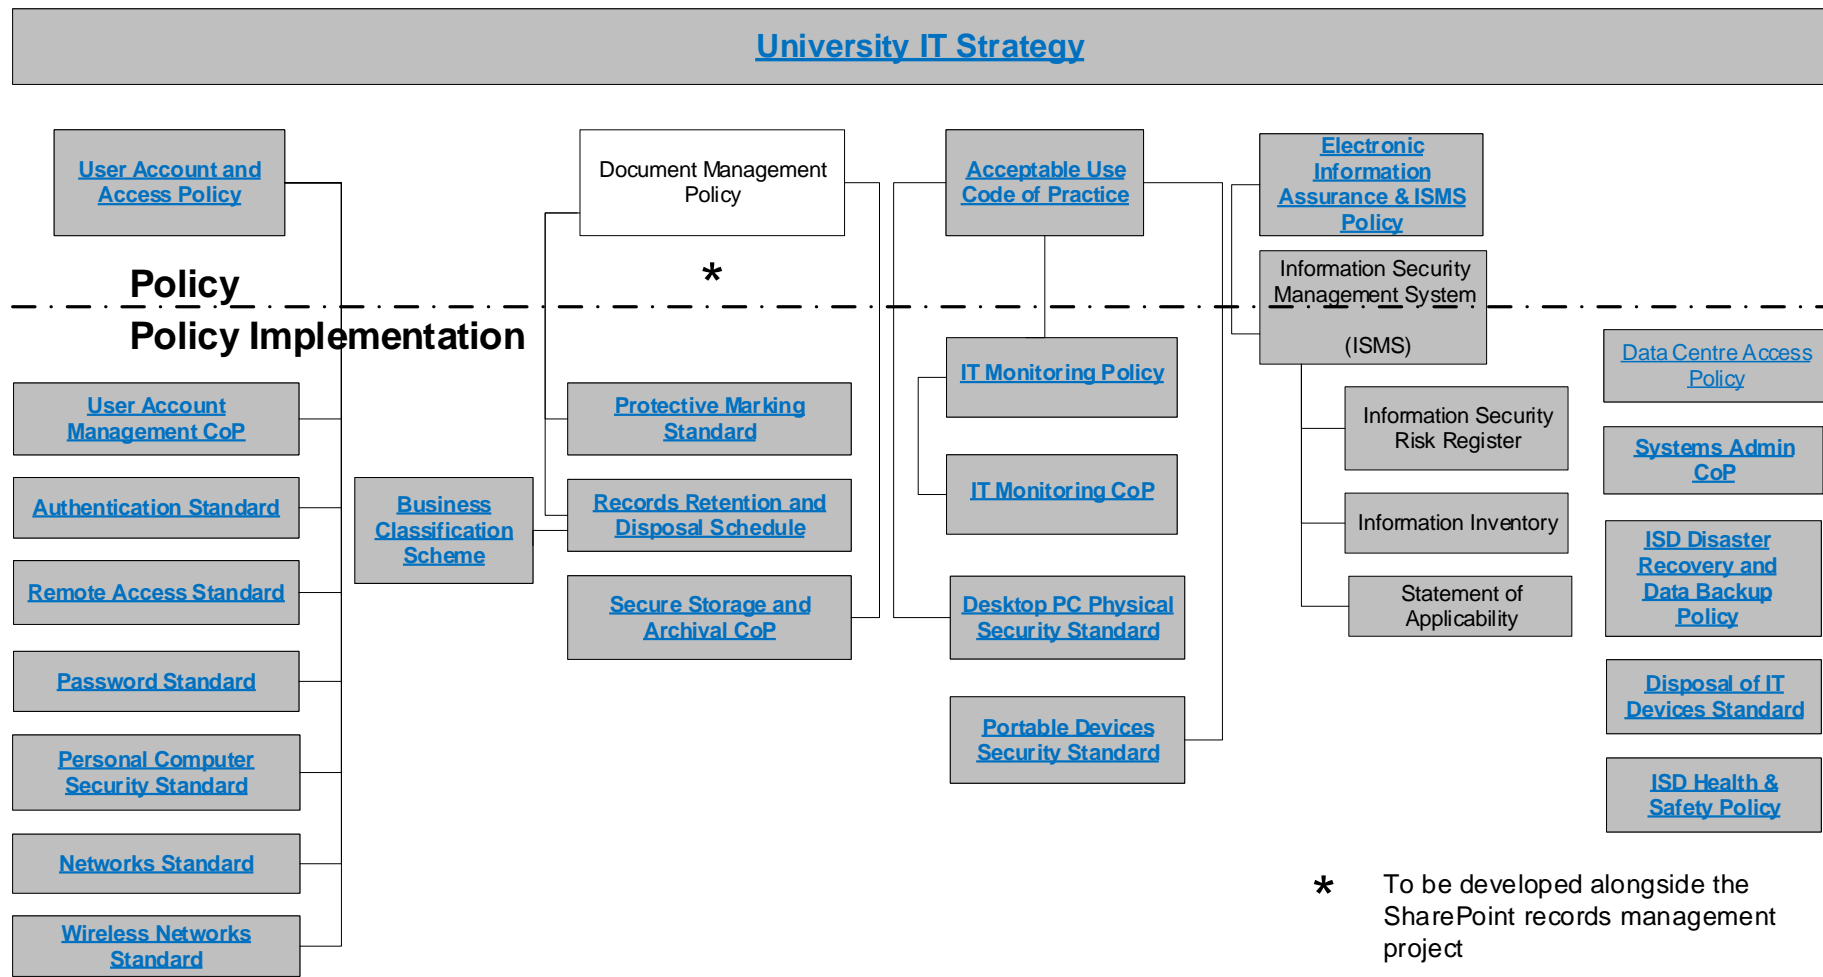 University IT Strategy
User Account and
Access Policy
Document Management
Policy
Acceptable Use
Code of Practice
Electronic
Information
Assurance & ISMS
Policy
*
Policy
Policy Implementation
Information Security
Management System
(ISMS)
User Account
Management CoP
Authentication Standard
Remote Access Standard
Password Standard
Personal Computer
Security Standard
Networks Standard
Wireless Networks
Standard
Business
Classification
Scheme
Protective Marking
Standard
Records Retention and
Disposal Schedule
Secure Storage and
Archival CoP
IT Monitoring Policy
IT Monitoring CoP
Desktop PC Physical
Security Standard
Portable Devices
Security Standard
Information Security
Risk Register
Information Inventory
Statement of
Applicability
Data Centre Access
Policy
Systems Admin
CoP
ISD Disaster
Recovery and
Data Backup
Policy
Disposal of IT
Devices Standard
ISD Health &
Safety Policy
* To be developed alongside the
SharePoint records management
project